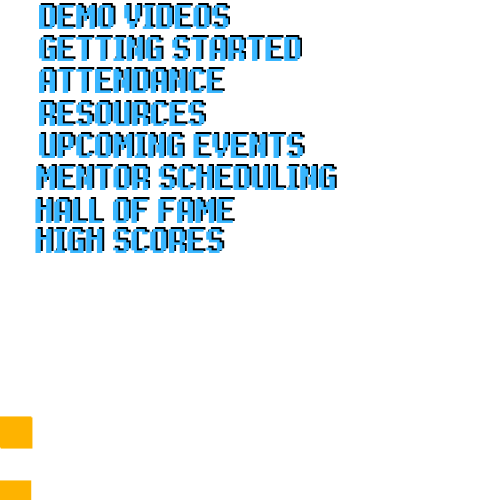 DEMO VIDEOS
GETTING STARTED
ATTENDANCE
RESOURCES
UPCOMING EVENTS
MENTOR SCHEDULING
HALL OF FAME
HIGH SCORES